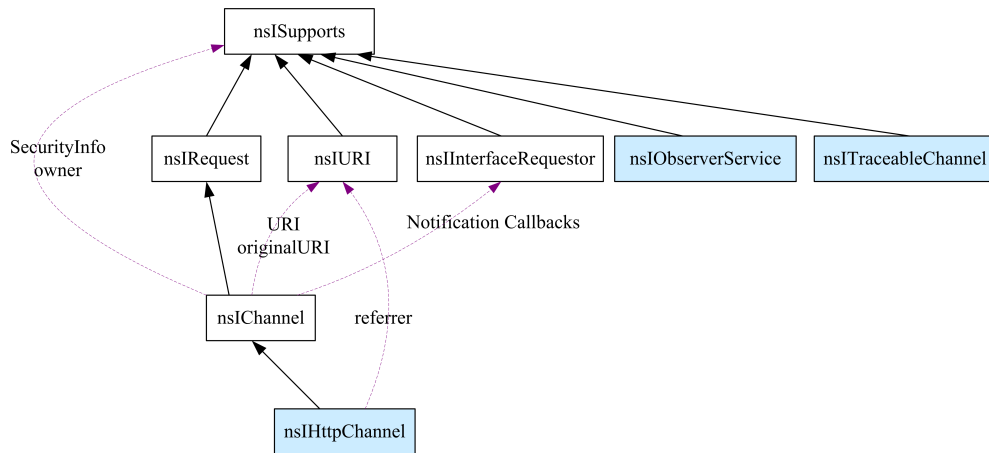 nsISupports
SecurityInfo
owner
nsIRequest
nsIURI
nsIInterfaceRequestor
nsIObserverService
nsITraceableChannel
URI
originalURI
Notification Callbacks
nsIChannel
referrer
nsIHttpChannel